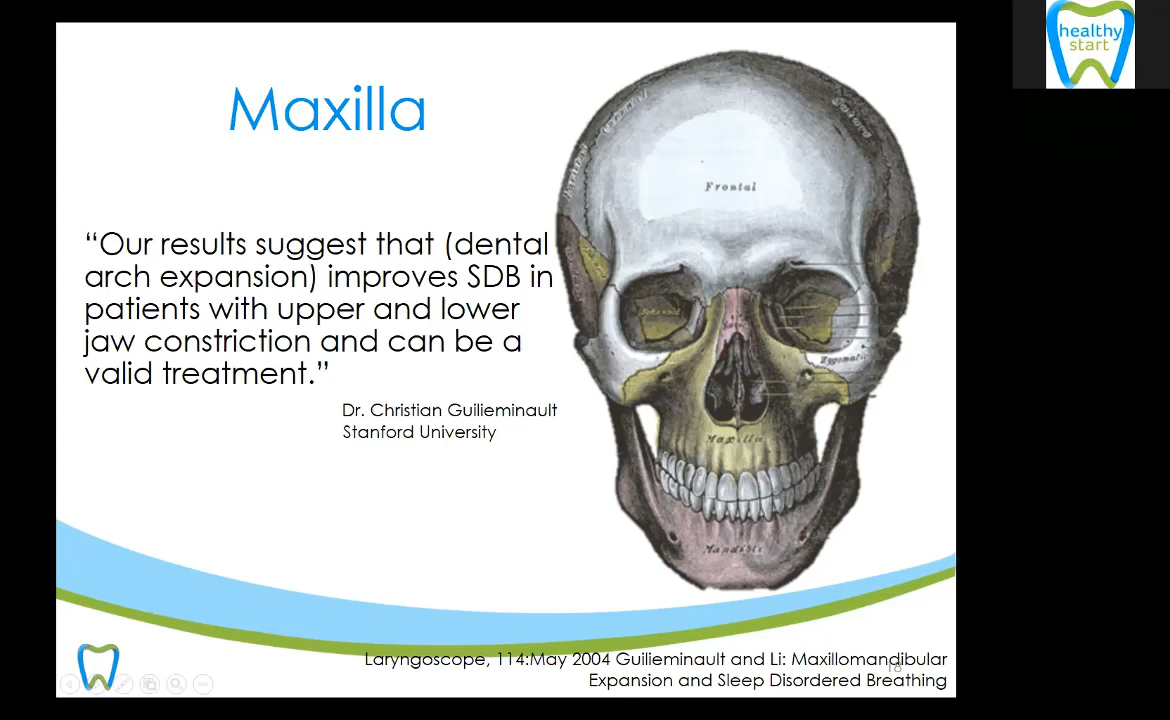 healthy
start
Maxilla
Frontal
“Our results suggest that (dental
arch expansion) improves SDB in
patients with upper and lower
jaw constriction and can be a
valid treatment.”
Dr. Christian Guilieminault
Stanford University
Zygomatic
Maxilla
Mandible
Laryngoscope, 114:May 2004 Guilieminault and Li: Maxillomandibular
18
Expansion and Sleep Disordered Breathing